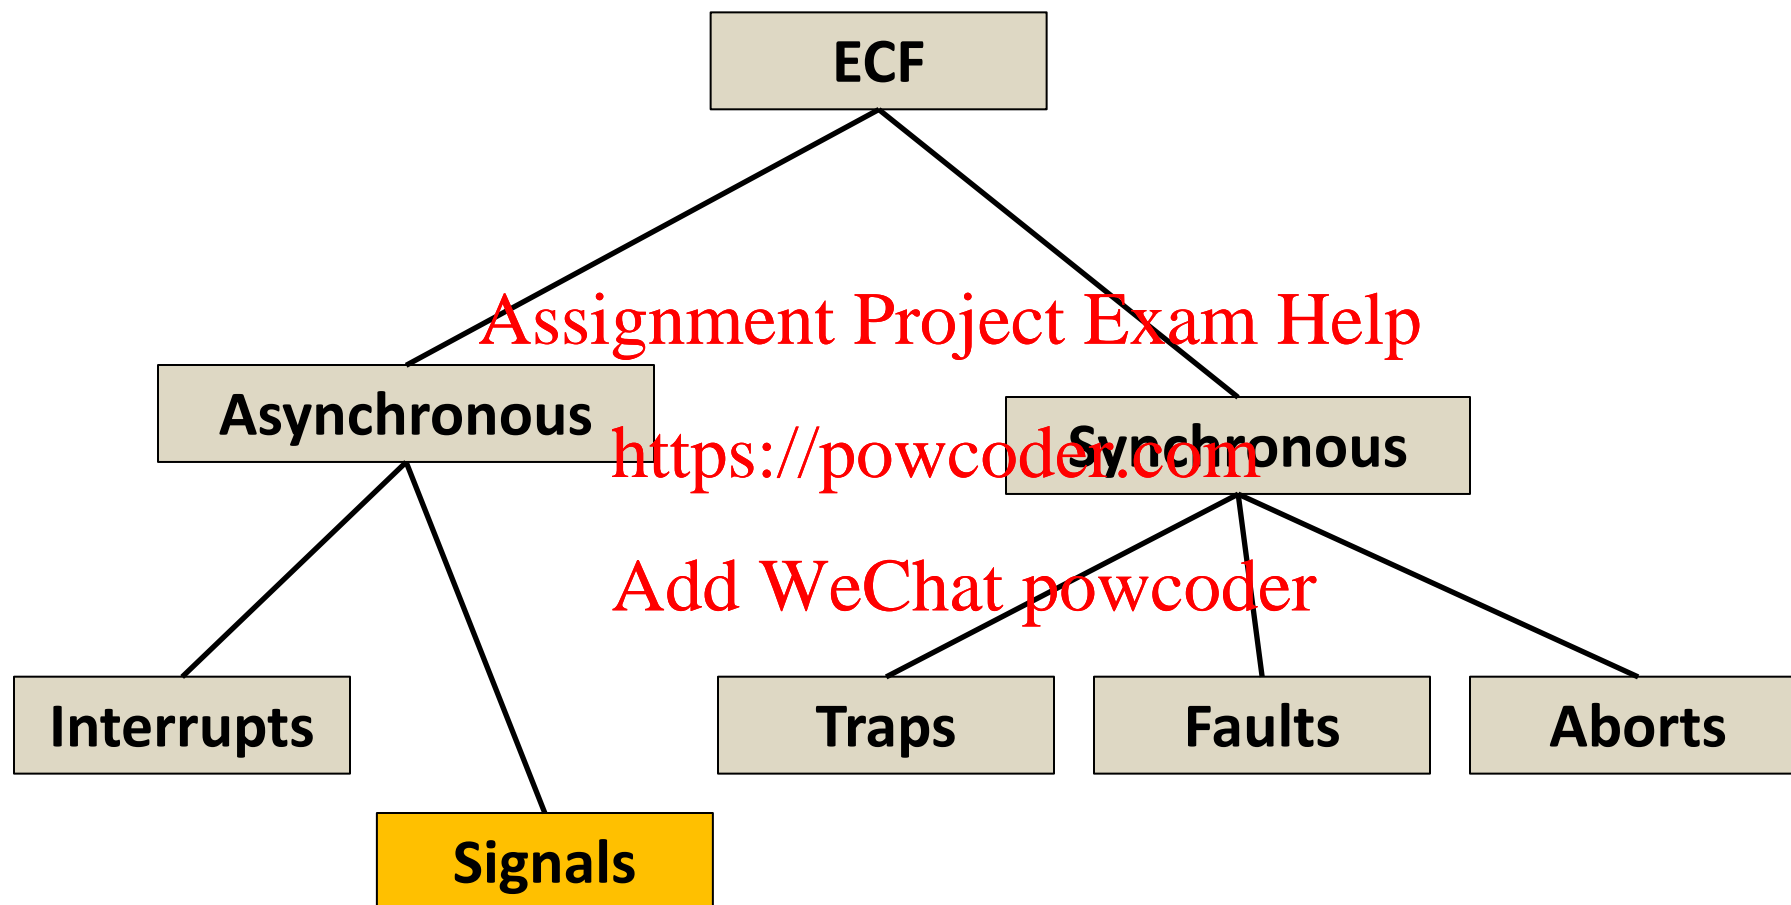 ECF
Assignment Project Exam Help
Asynchronous
Synchronous
https://powcoder.com
Add WeChat powcoder
Interrupts
Traps
Faults
Aborts
Signals